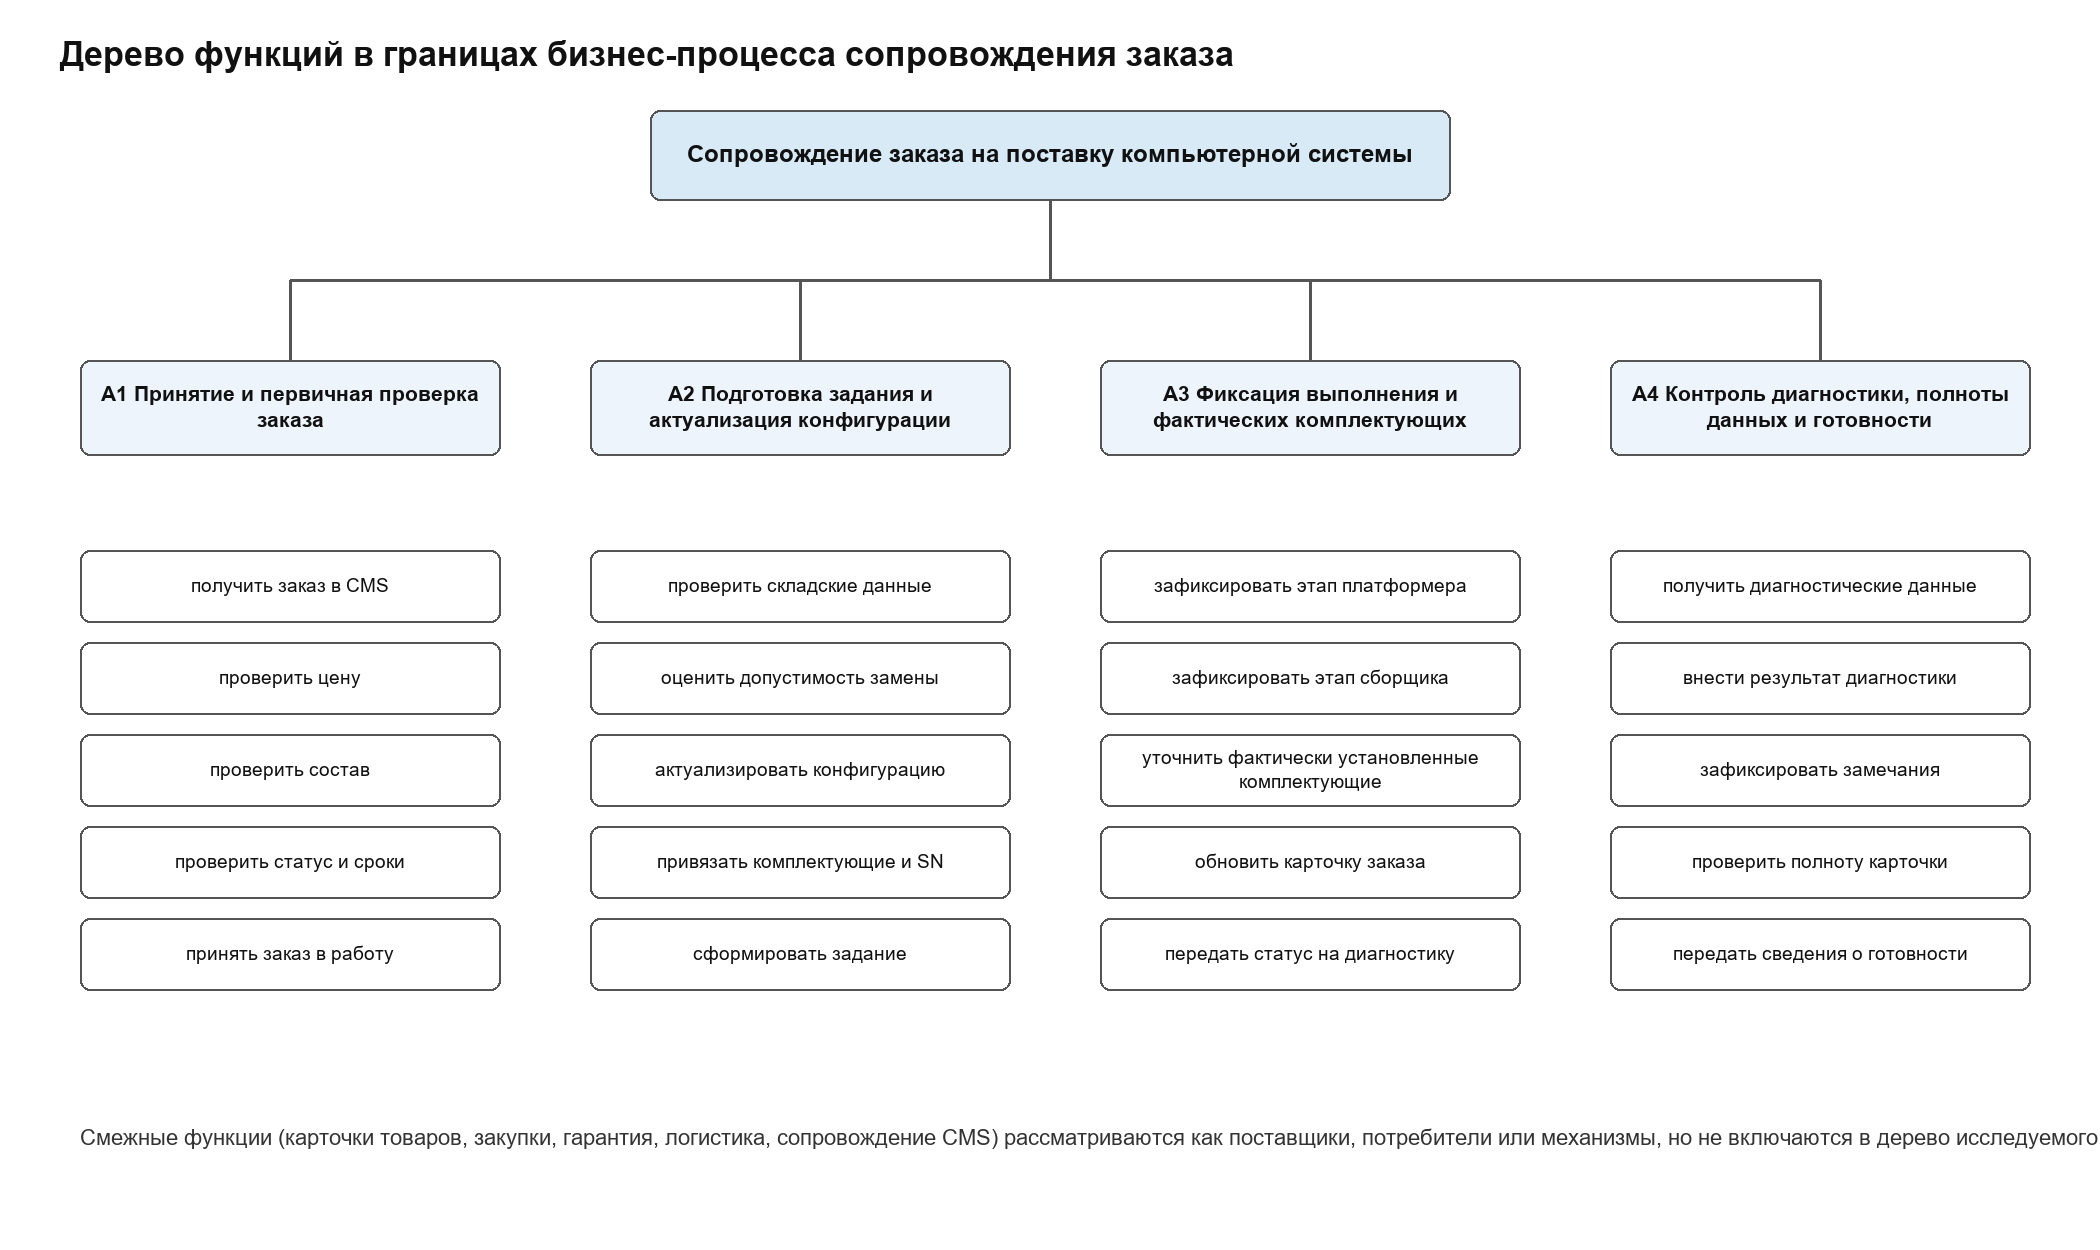 Дерево функций в границах бизнес-процесса сопровождения заказа
Сопровождение заказа на поставку компьютерной системы
А1 Принятие и первичная проверка
заказа
А2 Подготовка задания и
актуализация конфигурации
А3 Фиксация выполнения и
фактических комплектующих
А4 Контроль диагностики, полноты
данных и готовности
получить заказ в CMS
проверить цену
проверить состав
проверить статус и сроки
принять заказ в работу
проверить складские данные
оценить допустимость замены
актуализировать конфигурацию
привязать комплектующие и SN
сформировать задание
зафиксировать этап платформера
зафиксировать этап сборщика
уточнить фактически установленные
комплектующие
обновить карточку заказа
передать статус на диагностику
получить диагностические данные
внести результат диагностики
зафиксировать замечания
проверить полноту карточки
передать сведения о готовности
Смежные функции (карточки товаров, закупки, гарантия, логистика, сопровождение CMS) рассматриваются как поставщики, потребители или механизмы, но не включаются в дерево исследуемого